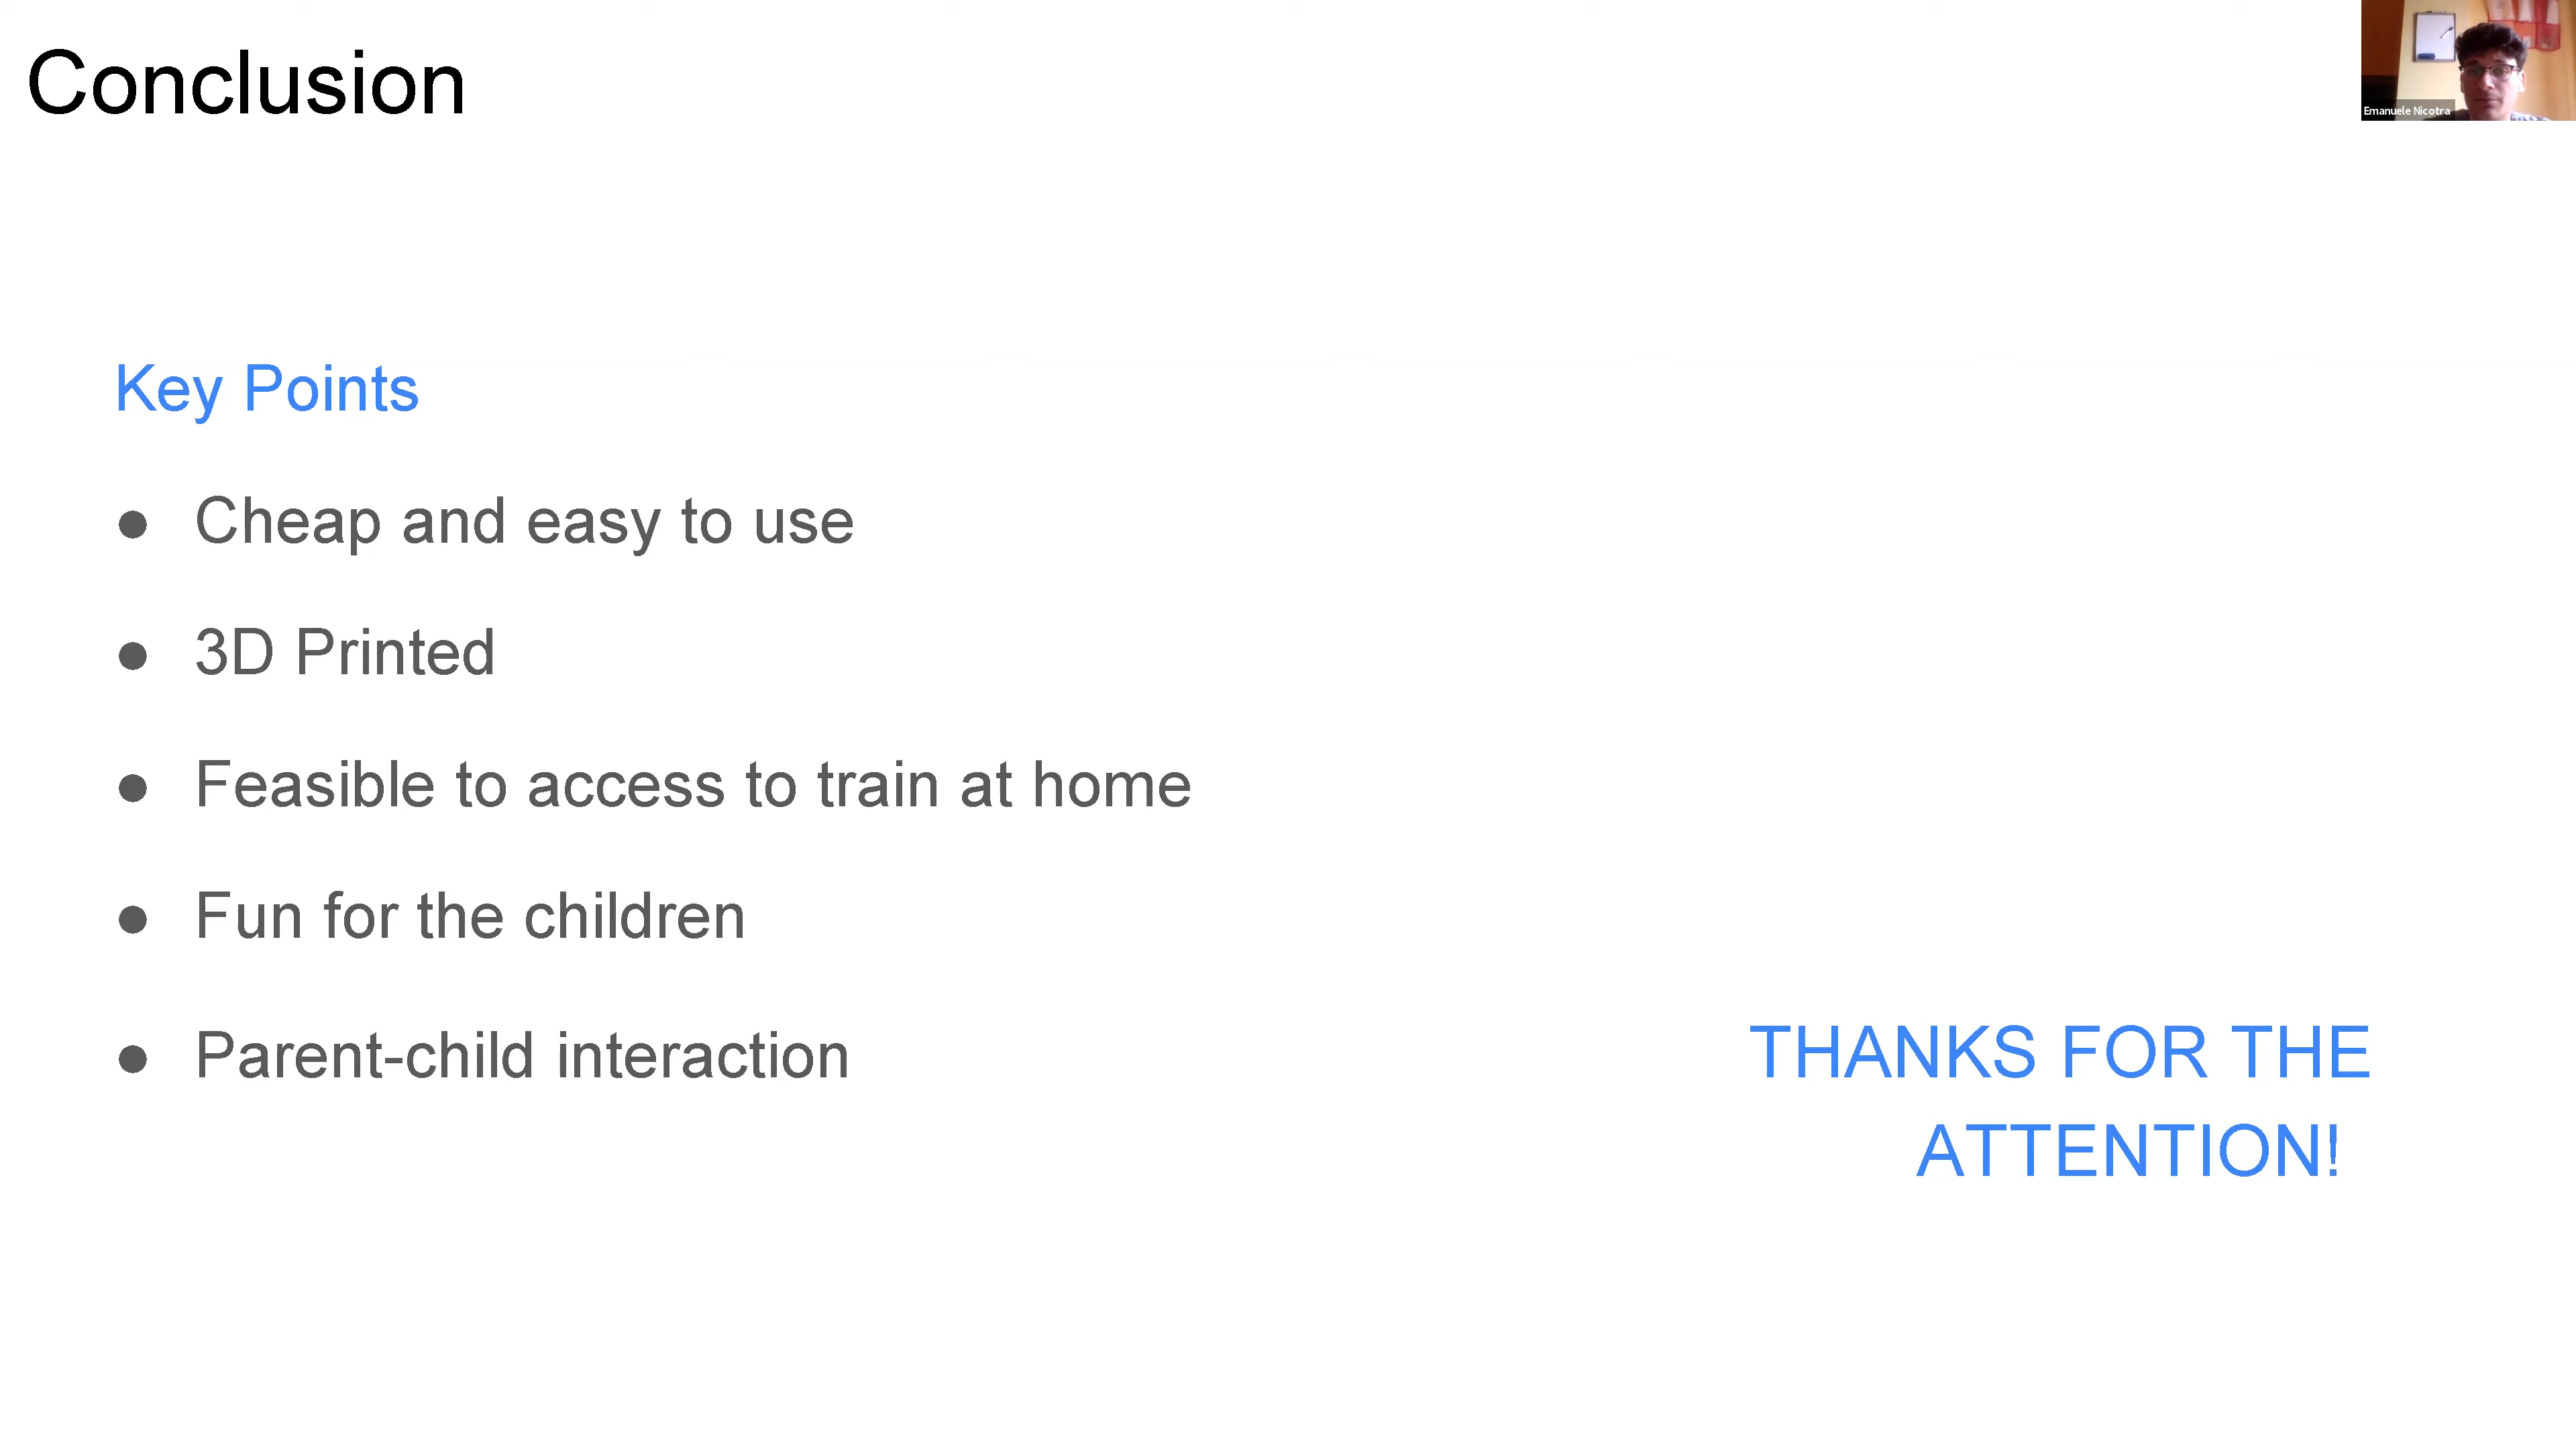 Conclusion
Emanuele Nicotra
Key Points
● Cheap and easy to use
● 3D Printed
● Feasible to access to train at home
● Fun for the children
● Parent-child interaction
THANKS FOR THE
ATTENTION!